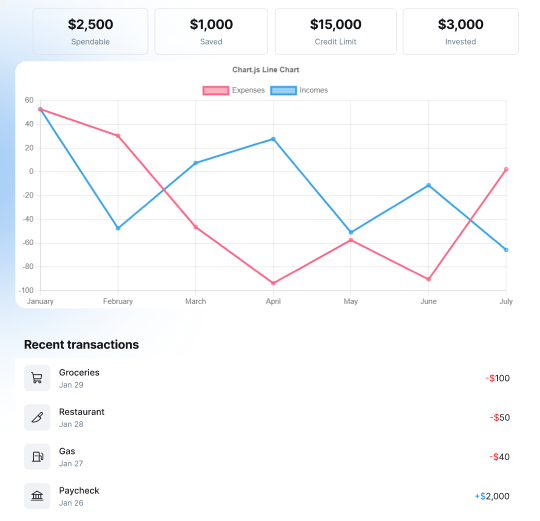 $2,500 $1,000 $15,000 $3,000
Spendable Saved Credit Limit Invested
Chart.js Line Chart
Expenses Incomes
60
40
20
0
-20
-40
-60
-80
-100
January February March April May June July
Recent transactions
Groceries
Jan 29
-$100
Restaurant
Jan 28
-$50
Gas
Jan 27
-$40
Paycheck
Jan 26
+$2,000